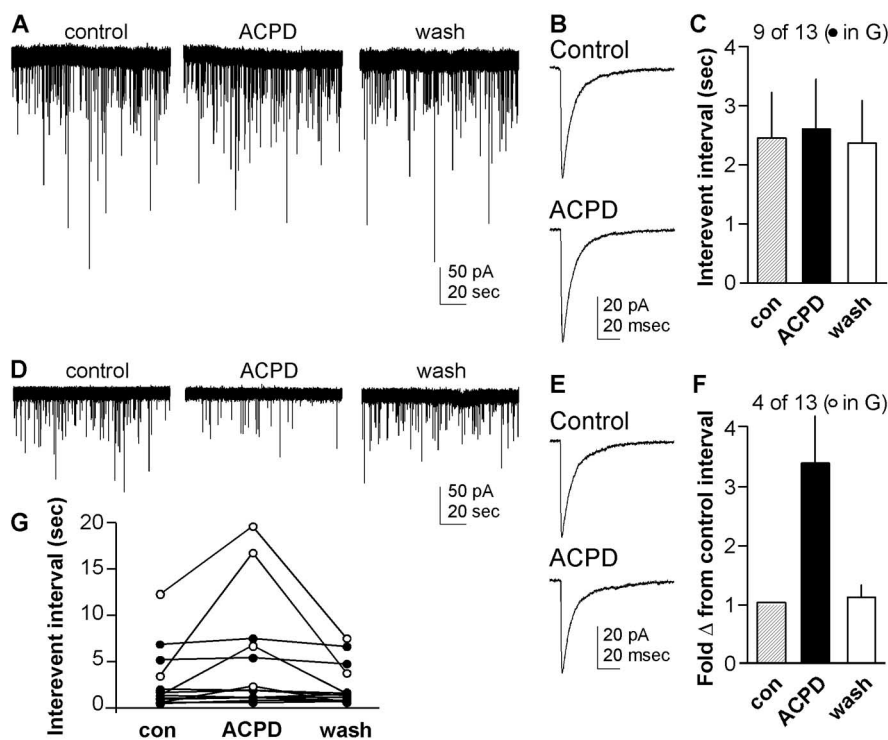 A
control
ACPD
wash
50 pA
20 sec
B
Control
ACPD
20 pA
20 msec
C
9 of 13 (● in G)
Interevent interval (sec)
4
3
2
1
0
con
ACPD
wash
D
control
ACPD
wash
50 pA
20 sec
E
Control
ACPD
20 pA
20 msec
F
4 of 13 (○ in G)
Fold Δ from control interval
4
3
2
1
0
con
ACPD
wash
G
Interevent interval (sec)
20
15
10
5
0
con
ACPD
wash